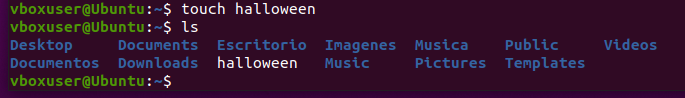 vboxuser@Ubuntu:~$ touch halloween
vboxuser@Ubuntu:~$ ls
Desktop Documents Escritorio Imagenes Musica Public Videos
Documentos Downloads halloween Music Pictures Templates
vboxuser@Ubuntu:~$